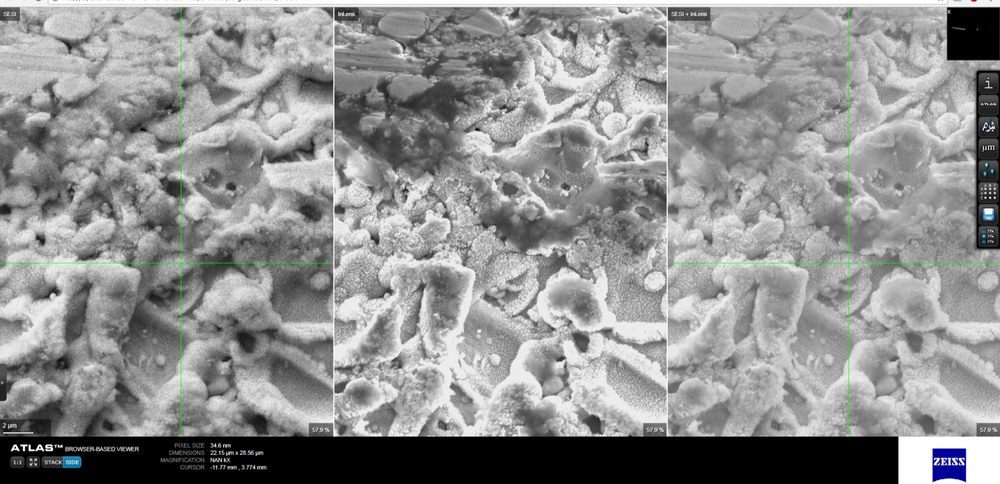 SESI
InLens
SESI + InLens
x
i
ATLAS
µm
2 µm
57.9 %
57.9 %
57.9 %
>
ATLAS™ BROWSER-BASED VIEWER
1:1
STACK
SIDE
PIXEL SIZE 34.6 nm
DIMENSIONS 22.15 µm x 28.56 µm
MAGNIFICATION NAN kX
CURSOR -11.77 mm , 3.774 mm
ZEISS